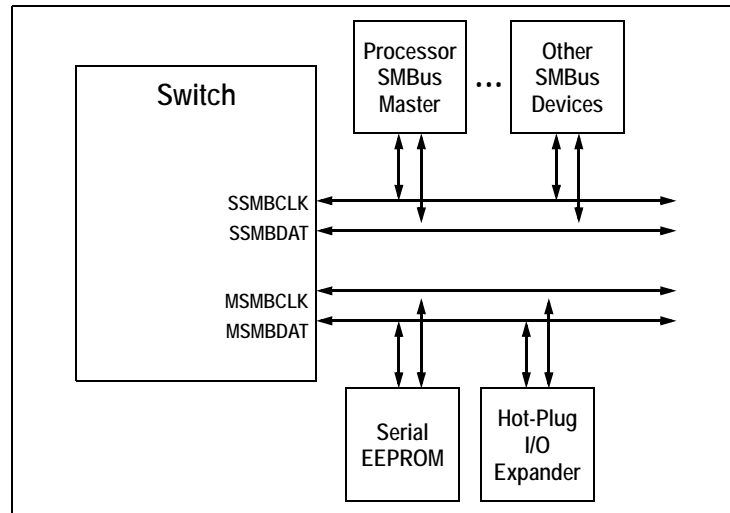 Switch
Processor
SMBus
Master
...
Other
SMBus
Devices
SSMBCLK
SSMBDAT
MSMBCLK
MSMBDAT
Serial
EEPROM
Hot-Plug
I/O
Expander